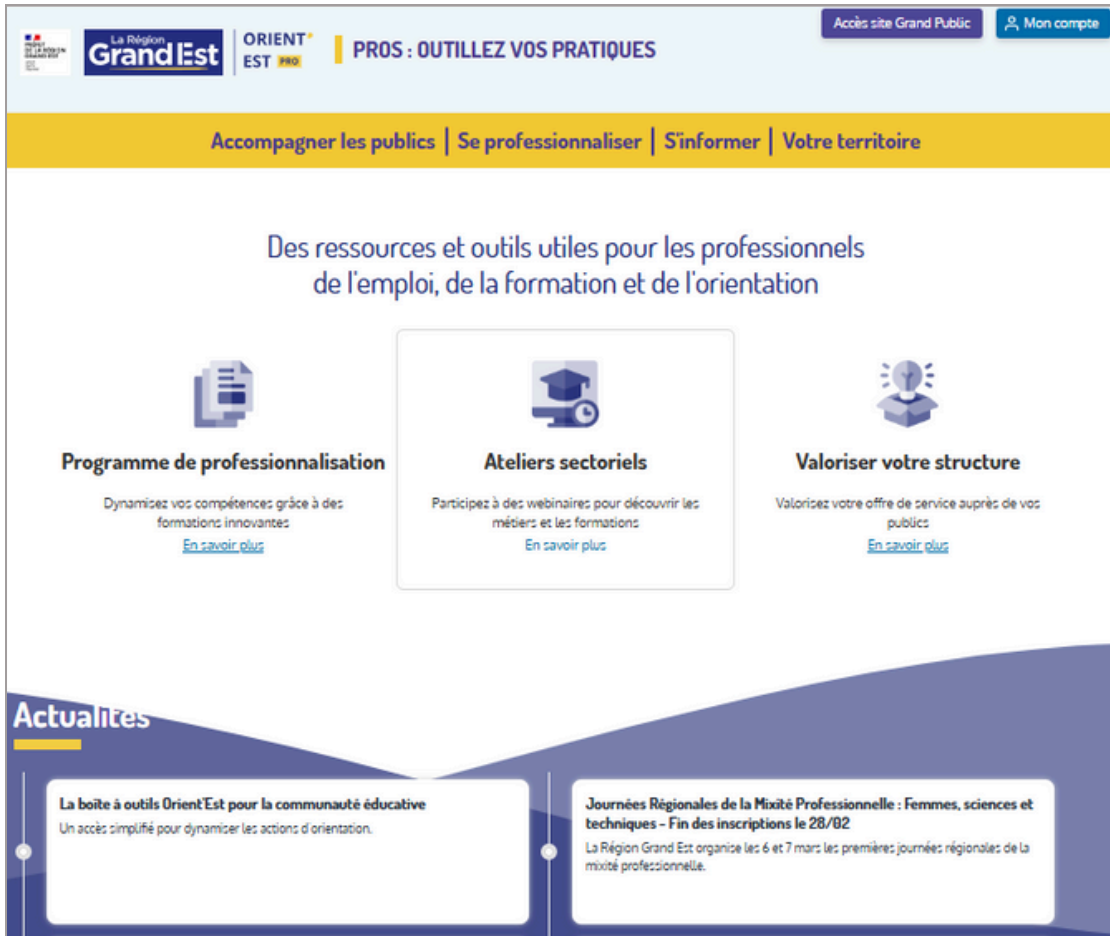 Accès site Grand Public
Mon compte
La Région
Grand Est
ORIENT'
EST PRO
PROS : OUTILLEZ VOS PRATIQUES
Accompagner les publics | Se professionnaliser | S'informer | Votre territoire
Des ressources et outils utiles pour les professionnels
de l'emploi, de la formation et de l'orientation
Programme de professionnalisation
Dynamisez vos compétences grâce à des
formations innovantes
En savoir plus
Ateliers sectoriels
Participez à des webinaires pour découvrir les
métiers et les formations
En savoir plus
Valoriser votre structure
Valorisez votre offre de service auprès de vos
publics
En savoir plus
Actualités
La boîte à outils Orient'Est pour la communauté éducative
Un accès simplifié pour dynamiser les actions d'orientation.
Journées Régionales de la Mixité Professionnelle : Femmes, sciences et
techniques - Fin des inscriptions le 28/02
La Région Grand Est organise les 6 et 7 mars les premières journées régionales de la
mixité professionnelle.